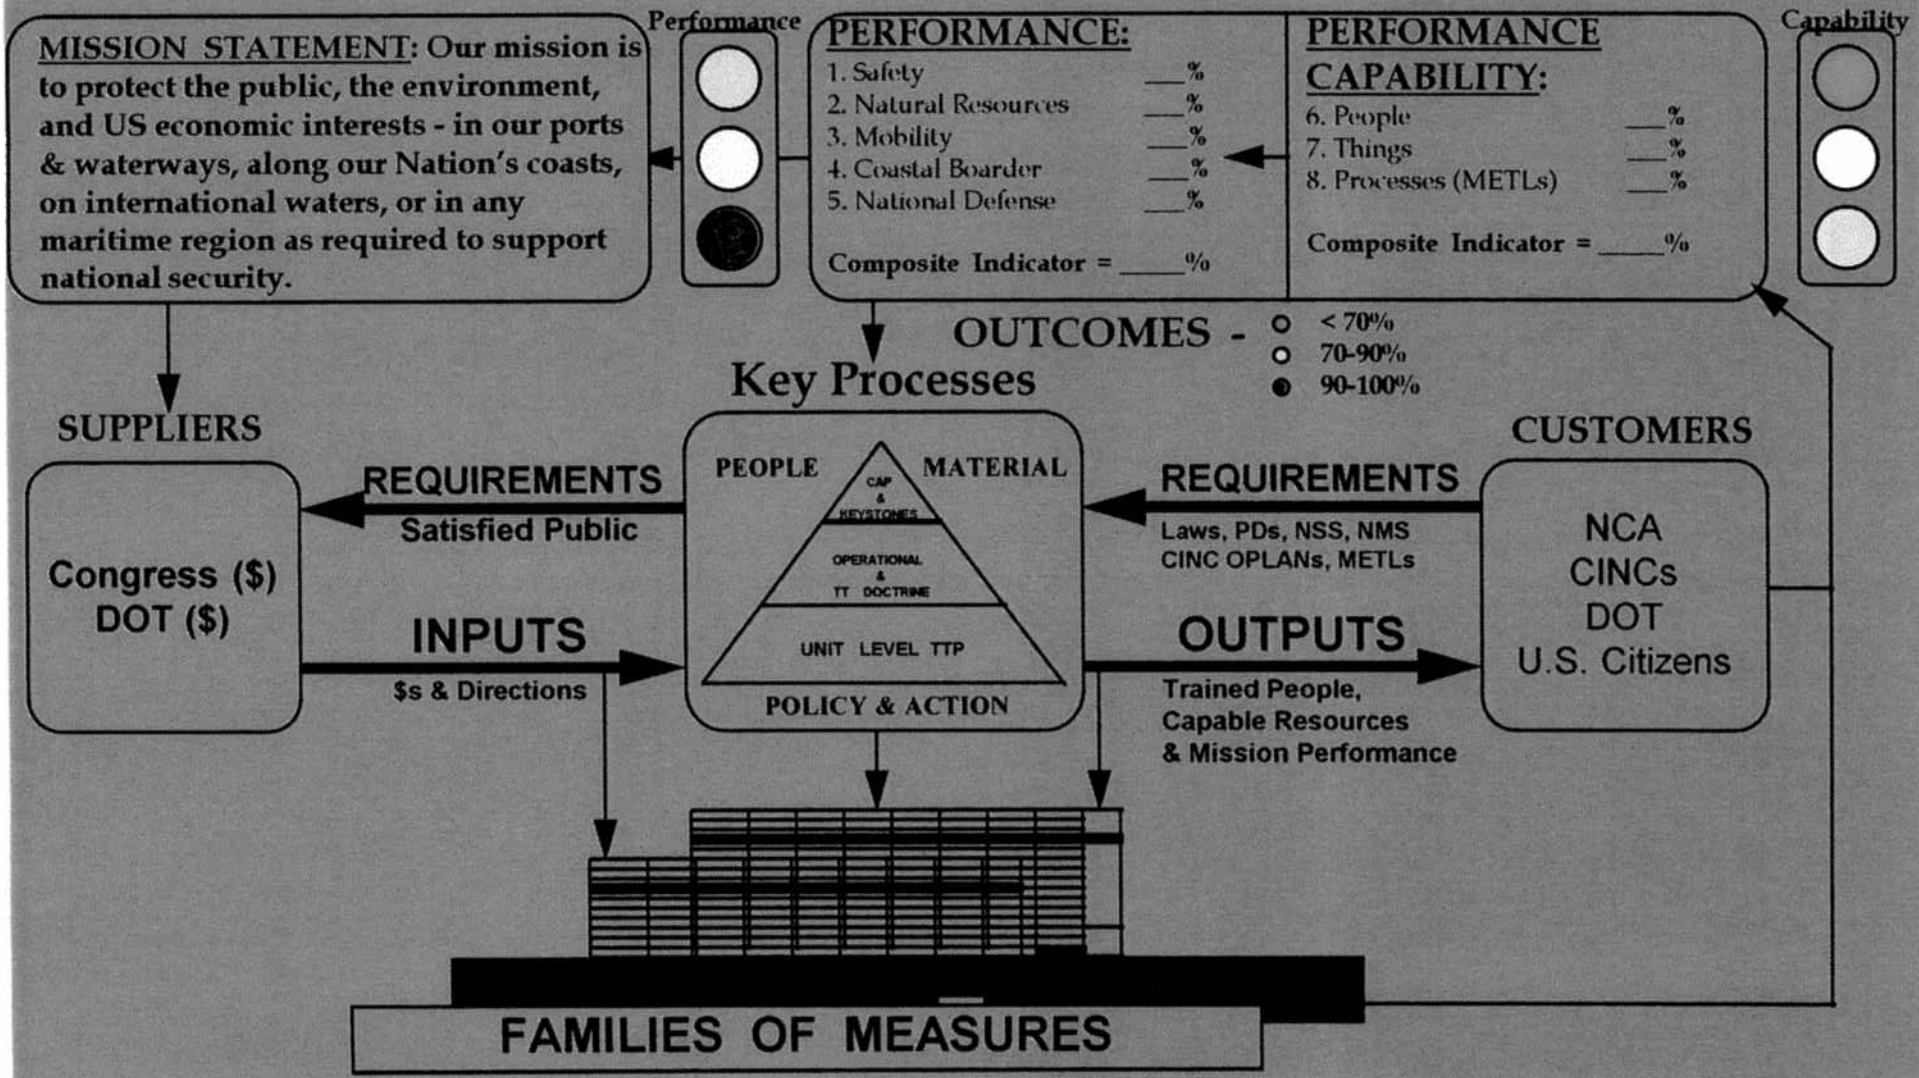 MISSION STATEMENT: Our mission is
to protect the public, the environment,
and US economic interests - in our ports
& waterways, along our Nation's coasts,
on international waters, or in any
maritime region as required to support
national security.
Performance
PERFORMANCE:
1. Safety ___%
2. Natural Resources ___%
3. Mobility ___%
4. Coastal Boarder ___%
5. National Defense ___%
Composite Indicator = _____%
PERFORMANCE
CAPABILITY:
6. People ___%
7. Things ___%
8. Processes (METLs) ___%
Composite Indicator = _____%
Capability
OUTCOMES -
< 70%
70-90%
90-100%
Key Processes
SUPPLIERS
Congress ($)
DOT ($)
REQUIREMENTS
Satisfied Public
INPUTS
$s & Directions
PEOPLE
MATERIAL
CAP
&
KEYSTONES
OPERATIONAL
&
TT DOCTRINE
UNIT LEVEL TTP
POLICY & ACTION
REQUIREMENTS
Laws, PDs, NSS, NMS
CINC OPLANs, METLs
OUTPUTS
Trained People,
Capable Resources
& Mission Performance
CUSTOMERS
NCA
CINCs
DOT
U.S. Citizens
FAMILIES OF MEASURES